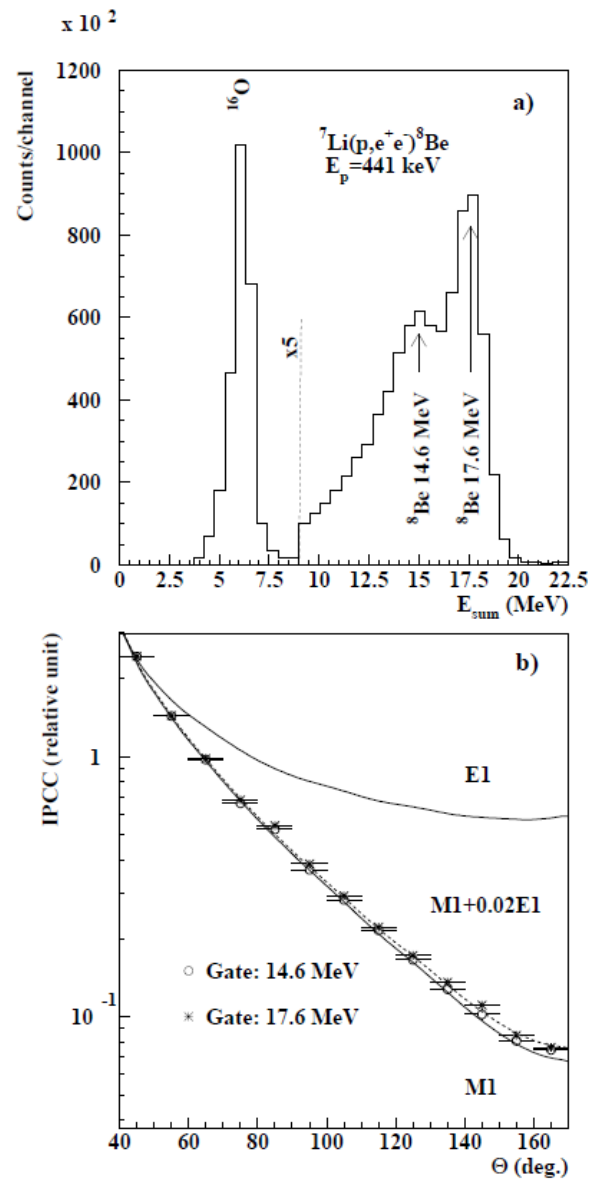 x 10²
1200
1000
800
600
400
200
0
Counts/channel
¹⁶O
a)
⁷Li(p,e⁺e⁻)⁸Be
Eₚ=441 keV
x5
⁸Be 14.6 MeV
⁸Be 17.6 MeV
0 2.5 5 7.5 10 12.5 15 17.5 20 22.5
E_sum (MeV)
IPCC (relative unit)
b)
1
10⁻¹
E1
M1+0.02E1
Gate: 14.6 MeV
Gate: 17.6 MeV
M1
40 60 80 100 120 140 160
Θ (deg.)